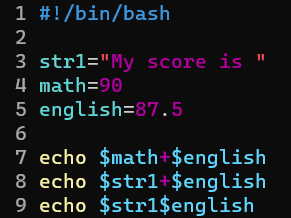 1 #!/bin/bash
2
3 str1="My score is "
4 math=90
5 english=87.5
6
7 echo $math+$english
8 echo $str1+$english
9 echo $str1$english